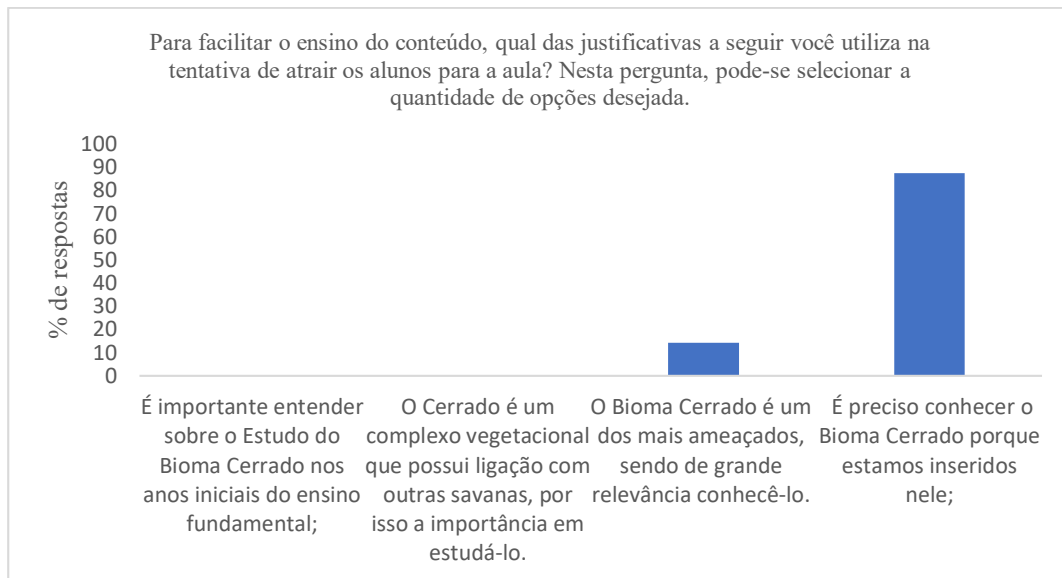 Para facilitar o ensino do conteúdo, qual das justificativas a seguir você utiliza na
tentativa de atrair os alunos para a aula? Nesta pergunta, pode-se selecionar a
quantidade de opções desejada.
% de respostas
100
90
80
70
60
50
40
30
20
10
0
É importante entender
sobre o Estudo do
Bioma Cerrado nos
anos iniciais do ensino
fundamental;
O Cerrado é um
complexo vegetacional
que possui ligação com
outras savanas, por
isso a importância em
estudá-lo.
O Bioma Cerrado é um
dos mais ameaçados,
sendo de grande
relevância conhecê-lo.
É preciso conhecer o
Bioma Cerrado porque
estamos inseridos
nele;